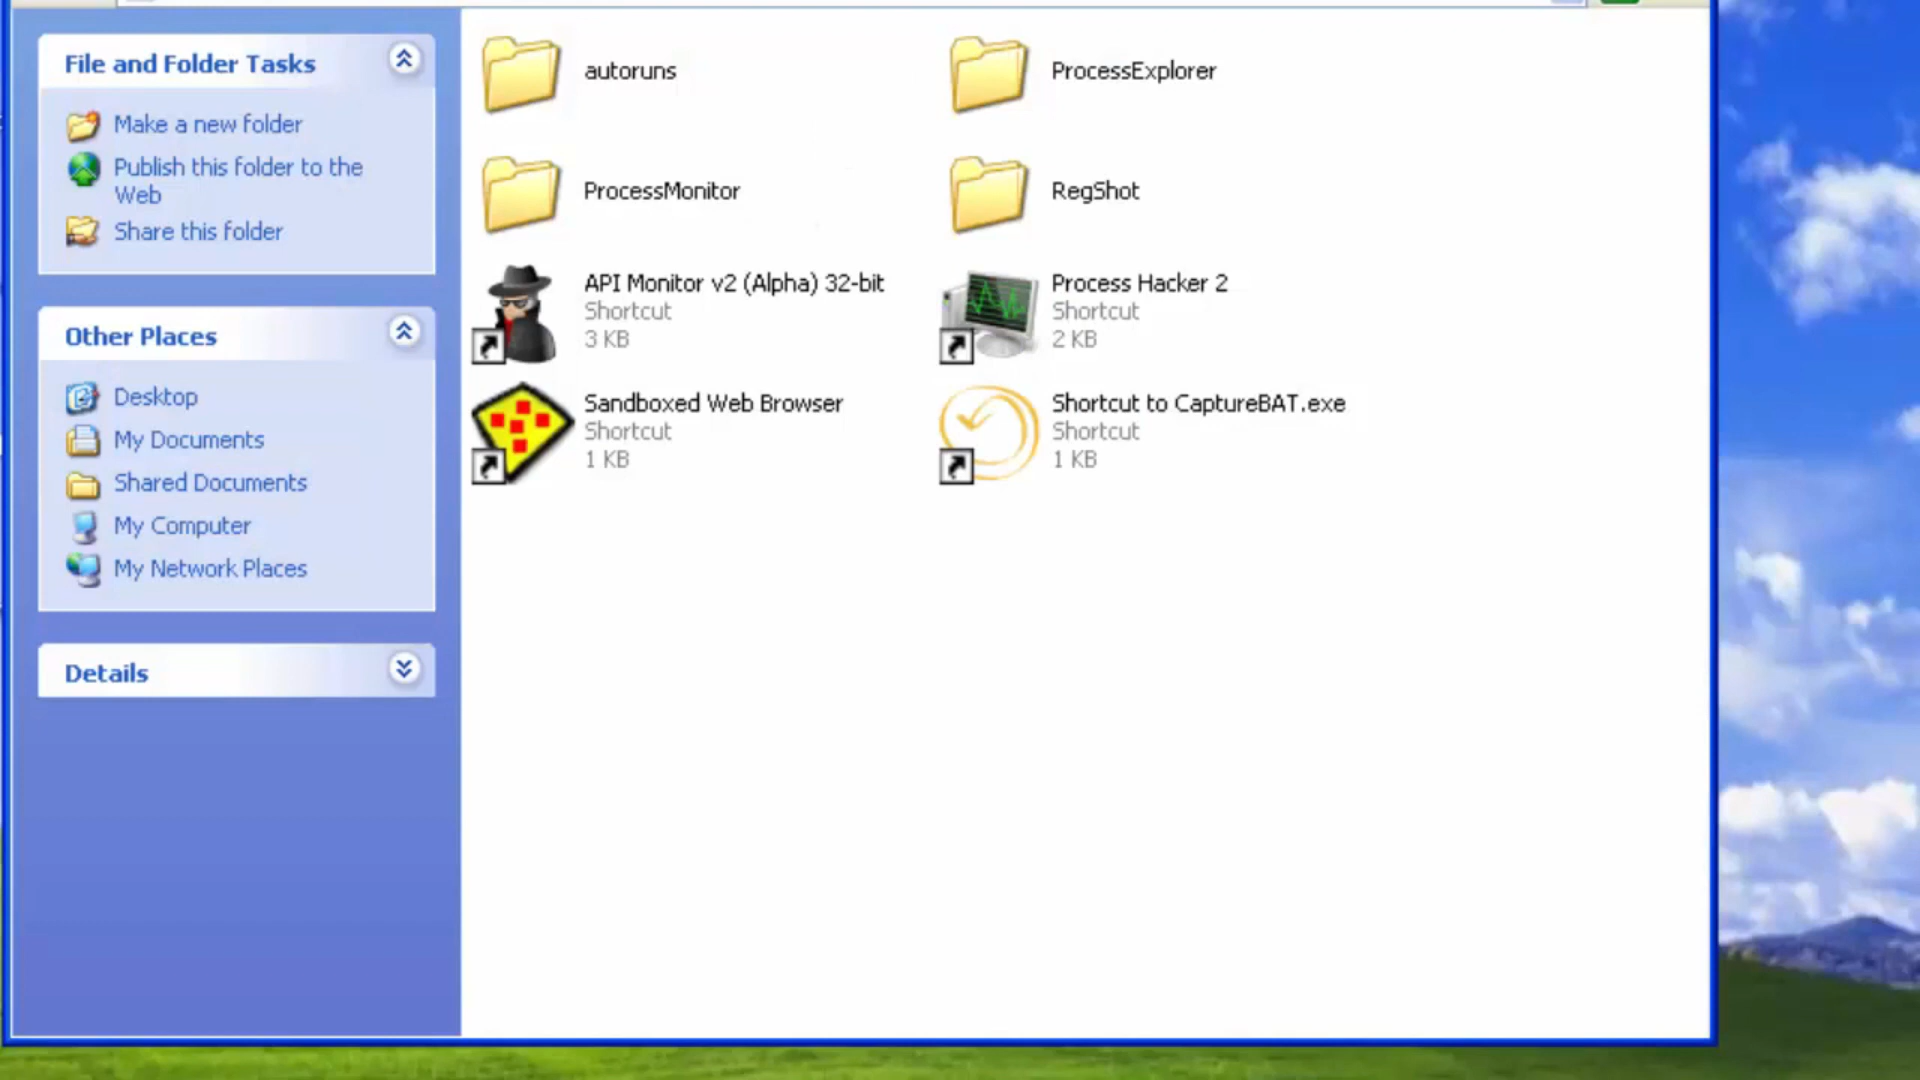 File and Folder Tasks
Make a new folder
Publish this folder to the
Web
Share this folder
Other Places
Desktop
My Documents
Shared Documents
My Computer
My Network Places
Details
autoruns
ProcessExplorer
ProcessMonitor
RegShot
API Monitor v2 (Alpha) 32-bit
Shortcut
3 KB
Process Hacker 2
Shortcut
2 KB
Sandboxed Web Browser
Shortcut
1 KB
Shortcut to CaptureBAT.exe
Shortcut
1 KB